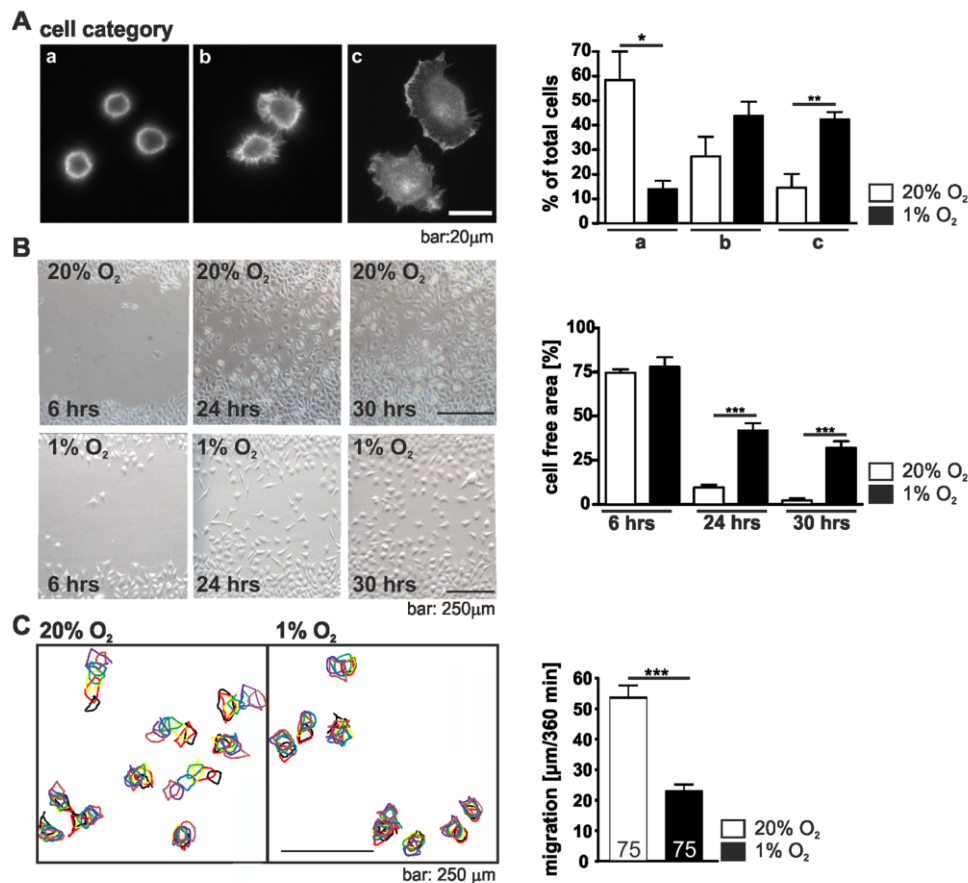 A cell category
a b c
bar:20µm
% of total cells
70
60
50
40
30
20
10
0
* **
a b c
20% O₂
1% O₂
B
20% O₂ 20% O₂ 20% O₂
6 hrs 24 hrs 30 hrs
1% O₂ 1% O₂ 1% O₂
6 hrs 24 hrs 30 hrs
bar: 250µm
cell free area [%]
100
75
50
25
0
*** ***
6 hrs 24 hrs 30 hrs
20% O₂
1% O₂
C 20% O₂ 1% O₂
bar: 250 µm
migration [µm/360 min]
60
50
40
30
20
10
0
***
75 75
20% O₂
1% O₂